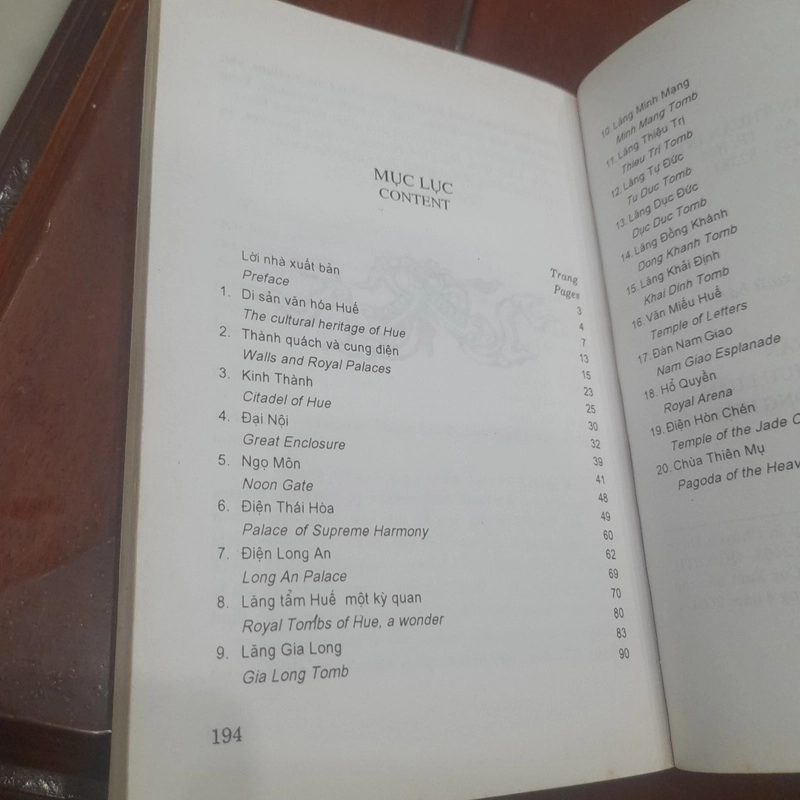 MỤC LỤC
CONTENT
Trang
Pages
Lời nhà xuất bản 3
Preface 4
1. Di sản văn hóa Huế 7
The cultural heritage of Hue 13
2. Thành quách và cung điện 15
Walls and Royal Palaces 23
3. Kinh Thành 25
Citadel of Hue 30
4. Đại Nội 32
Great Enclosure 39
5. Ngọ Môn 41
Noon Gate 48
6. Điện Thái Hòa 49
Palace of Supreme Harmony 60
7. Điện Long An 62
Long An Palace 69
8. Lăng tẩm Huế một kỳ quan 70
Royal Tombs of Hue, a wonder 80
9. Lăng Gia Long 83
Gia Long Tomb 90
194
10. Lăng Minh Mạng
Minh Mang Tomb
11. Lăng Thiệu Trị
Thieu Tri Tomb
12. Lăng Tự Đức
Tu Duc Tomb
13. Lăng Dục Đức
Duc Duc Tomb
14. Lăng Đồng Khánh
Dong Khanh Tomb
15. Lăng Khải Định
Khai Dinh Tomb
16. Văn Miếu Huế
Temple of Letters
17. Đàn Nam Giao
Nam Giao Esplanade
18. Hổ Quyền
Royal Arena
19. Điện Hòn Chén
Temple of the Jade
20. Chùa Thiên Mụ
Pagoda of the